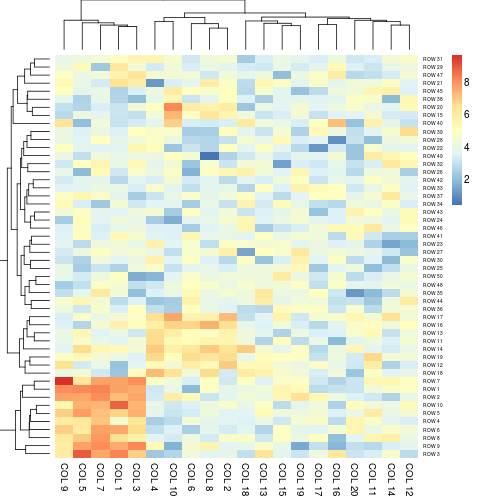 ROW 31
ROW 29
ROW 47
ROW 21
ROW 45
ROW 38
ROW 20
ROW 15
ROW 40
ROW 39
ROW 28
ROW 22
ROW 49
ROW 32
ROW 26
ROW 42
ROW 33
ROW 37
ROW 34
ROW 43
ROW 24
ROW 46
ROW 41
ROW 23
ROW 27
ROW 30
ROW 25
ROW 50
ROW 48
ROW 35
ROW 44
ROW 36
ROW 17
ROW 16
ROW 13
ROW 11
ROW 14
ROW 19
ROW 12
ROW 18
ROW 7
ROW 1
ROW 2
ROW 10
ROW 5
ROW 4
ROW 6
ROW 8
ROW 9
ROW 3
8
6
4
2
COL 9
COL 5
COL 7
COL 1
COL 3
COL 4
COL 10
COL 6
COL 8
COL 2
COL 18
COL 13
COL 15
COL 19
COL 17
COL 16
COL 20
COL 11
COL 14
COL 12